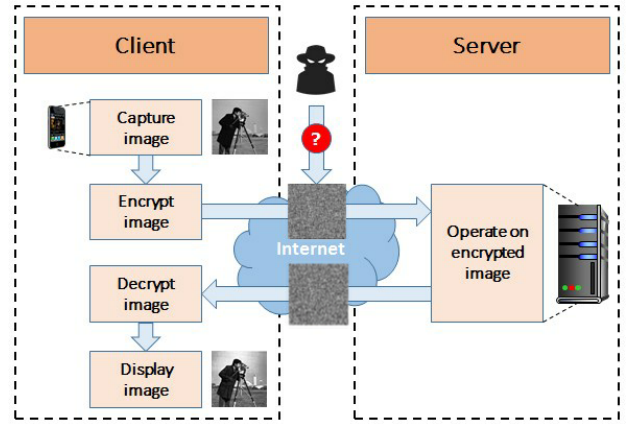 Client
Server
?
Capture
image
Encrypt
image
Internet
Operate on
encrypted
image
Decrypt
image
Display
image